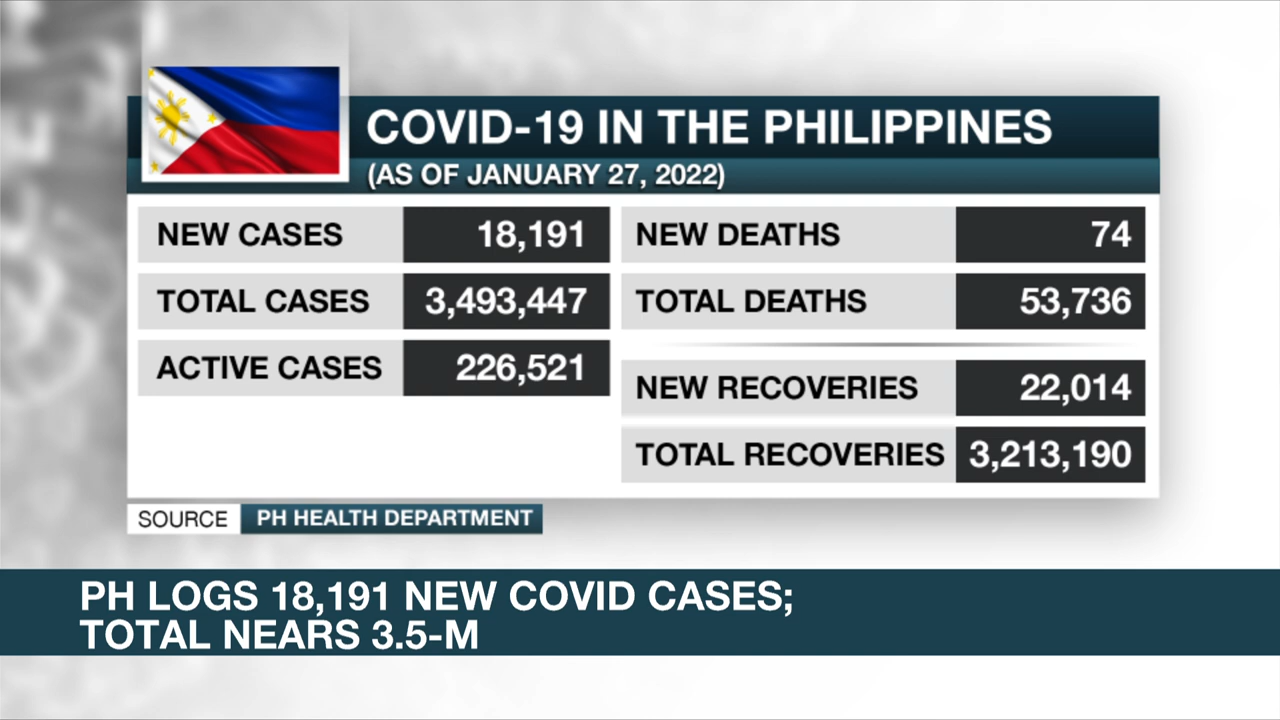 COVID-19 IN THE PHILIPPINES
(AS OF JANUARY 27, 2022)
NEW CASES 18,191
TOTAL CASES 3,493,447
ACTIVE CASES 226,521
NEW DEATHS 74
TOTAL DEATHS 53,736
NEW RECOVERIES 22,014
TOTAL RECOVERIES 3,213,190
SOURCE PH HEALTH DEPARTMENT
PH LOGS 18,191 NEW COVID CASES;
TOTAL NEARS 3.5-M